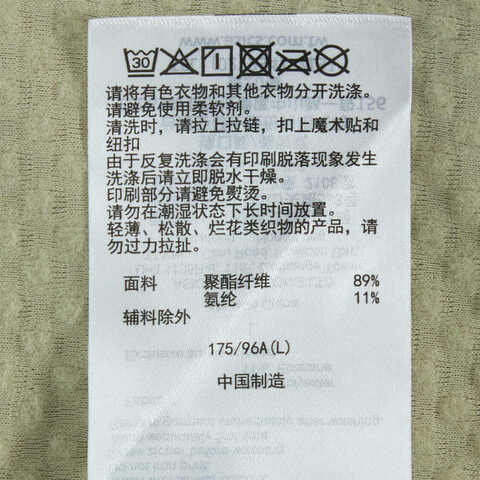 30
请将有色衣物和其他衣物分开洗涤。
请避免使用柔软剂。
清洗时，请拉上拉链，扣上魔术贴和
纽扣
由于反复洗涤会有印刷脱落现象发生
洗涤后请立即脱水干燥。
印刷部分请避免熨烫。
请勿在潮湿状态下长时间放置。
轻薄、松散、烂花类织物的产品，请
勿过力拉扯。
面料 聚酯纤维 89%
氨纶 11%
辅料除外
175/96A(L)
中国制造